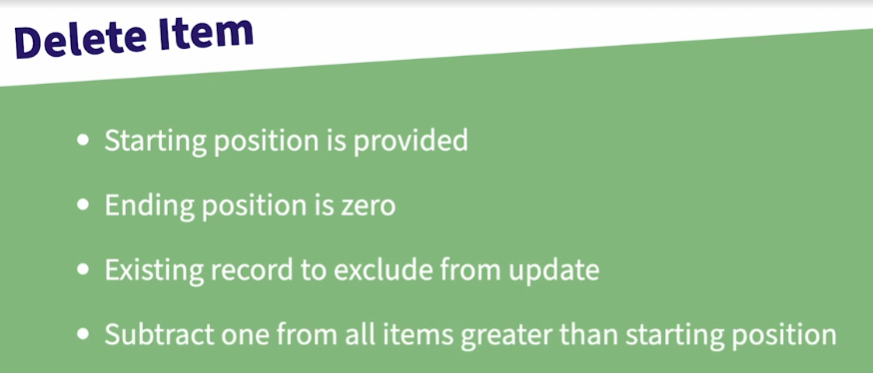 Delete Item
• Starting position is provided
• Ending position is zero
• Existing record to exclude from update
• Subtract one from all items greater than starting position